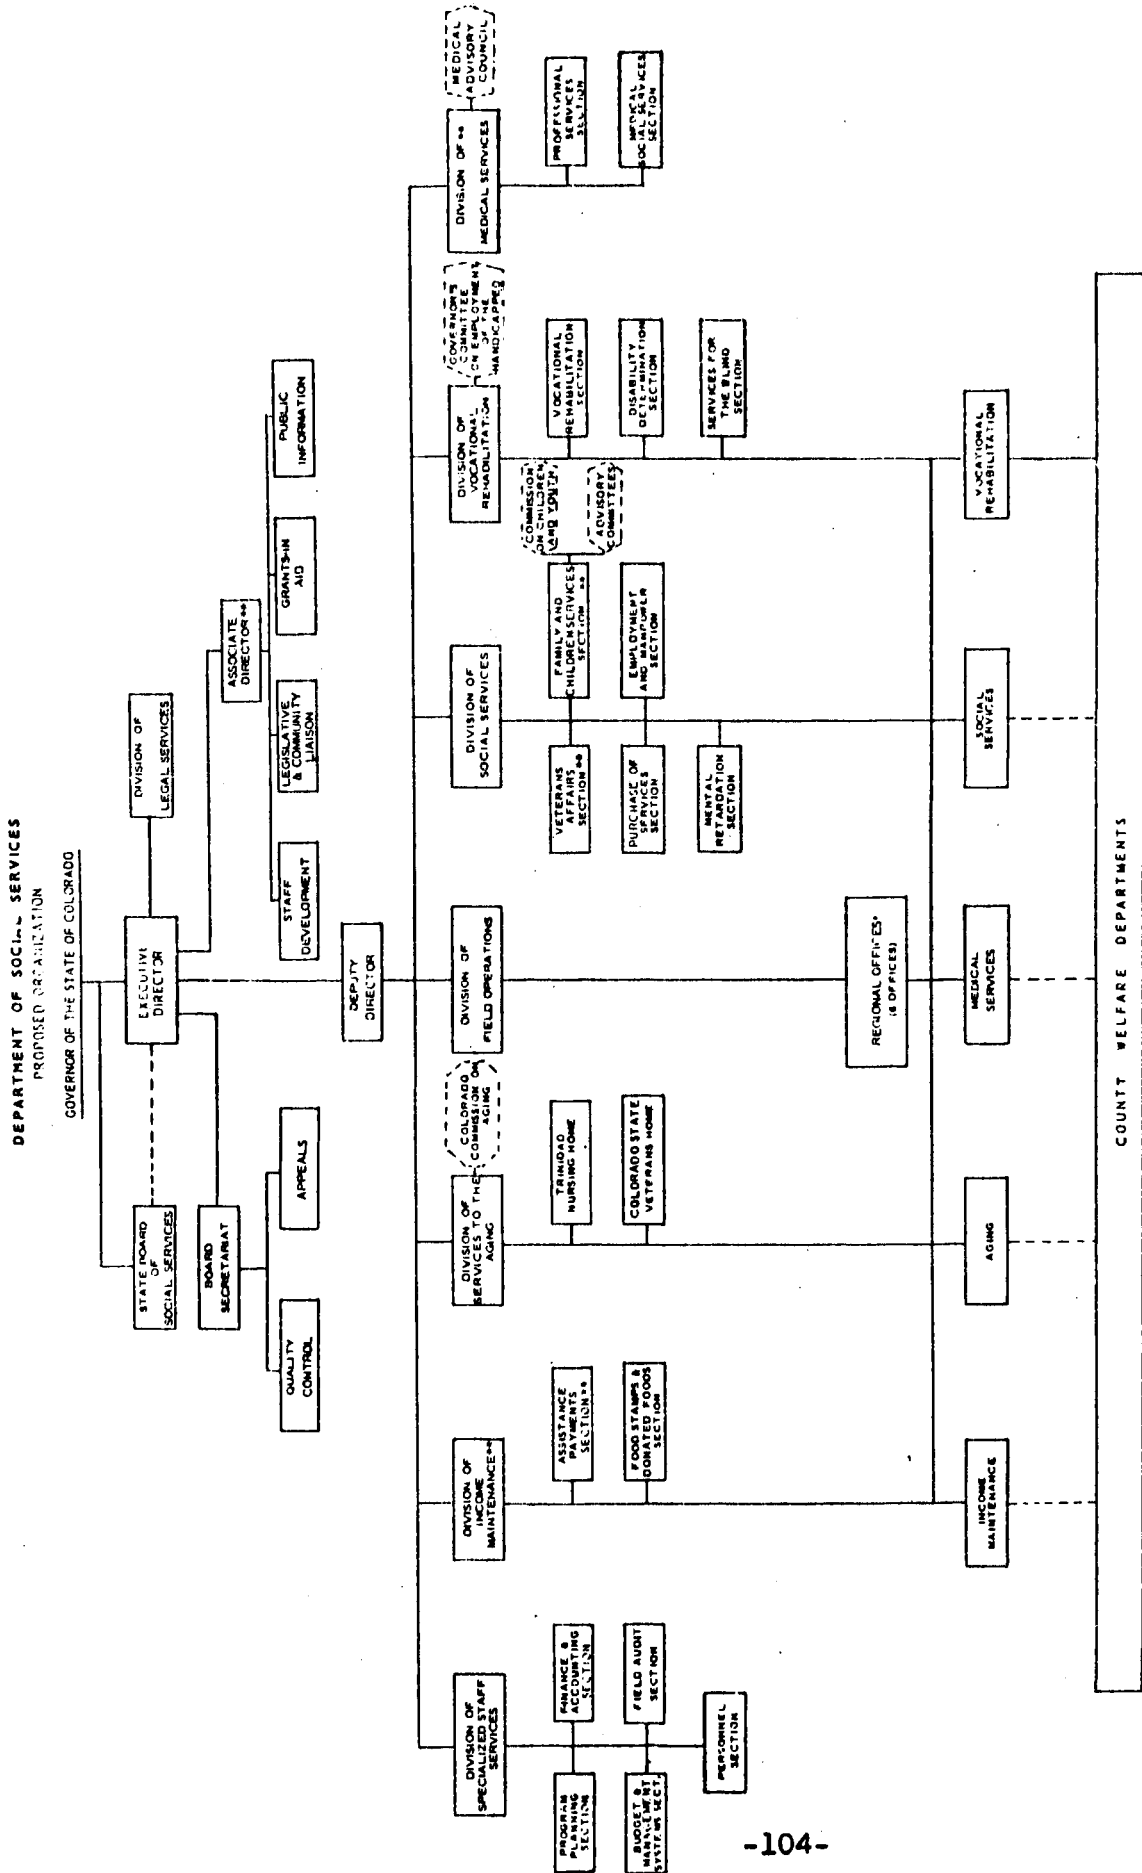 DEPARTMENT OF SOCIAL SERVICES
PROPOSED ORGANIZATION
GOVERNOR OF THE STATE OF COLORADO
EXECUTIVE
DIRECTOR
DIVISION OF
LEGAL SERVICES
STATE BOARD
OF
SOCIAL SERVICES
BOARD
SECRETARIAT
ASSOCIATE
DIRECTOR**
QUALITY
CONTROL
APPEALS
STAFF
DEVELOPMENT
LEGISLATIVE
& COMMUNITY
LIAISON
GRANTS-IN
AID
PUBLIC
INFORMATION
DEPUTY
DIRECTOR
DIVISION OF
SPECIALIZED STAFF
SERVICES
DIVISION OF
INCOME
MAINTENANCE**
DIVISION OF
SERVICES TO THE
AGING
COLORADO
COMMISSION ON
AGING
DIVISION OF
FIELD OPERATIONS
DIVISION OF
SOCIAL SERVICES
DIVISION OF
VOCATIONAL
REHABILITATION
GOVERNOR'S
COMMITTEE
ON EMPLOYMENT
OF THE
HANDICAPPED
DIVISION OF **
MEDICAL SERVICES
MEDICAL
ADVISORY
COUNCIL
PROGRAM
PLANNING
SECTION
FINANCE &
ACCOUNTING
SECTION
BUDGET &
MANAGEMENT
SYSTEMS SECT.
FIELD AUDIT
SECTION
PERSONNEL
SECTION
ASSISTANCE
PAYMENTS
SECTION**
FOOD STAMPS &
DONATED FOODS
SECTION
TRINIDAD
NURSING HOME
COLORADO STATE
VETERANS HOME
VETERANS
AFFAIRS
SECTION**
FAMILY AND
CHILDREN SERVICES
SECTION **
COMMISSION
ON CHILDREN
AND YOUTH
ADVISORY
COMMITTEES
PURCHASE OF
SERVICES
SECTION
EMPLOYMENT
AND MANPOWER
SECTION
MENTAL
RETARDATION
SECTION
VOCATIONAL
REHABILITATION
SECTION
DISABILITY
DETERMINATION
SECTION
SERVICES FOR
THE BLIND
SECTION
PROFESSIONAL
SERVICES
SECTION
MEDICAL
SOCIAL SERVICES
SECTION
REGIONAL OFFICES*
(6 OFFICES)
INCOME
MAINTENANCE
AGING
MEDICAL
SERVICES
SOCIAL
SERVICES
VOCATIONAL
REHABILITATION
COUNTY WELFARE DEPARTMENTS
-104-